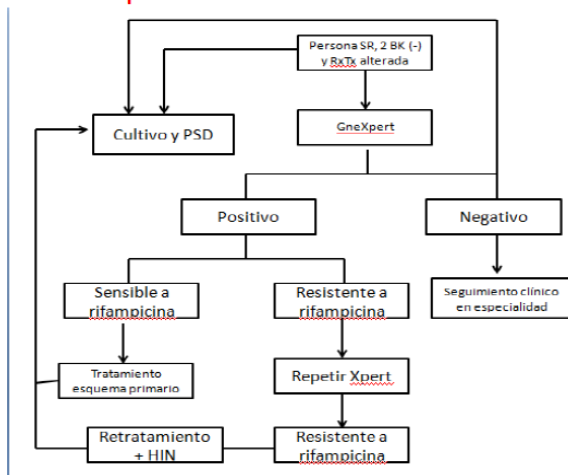 Persona SR, 2 BK (-)
y RxTx alterada
Cultivo y PSD
GneXpert
Positivo
Negativo
Sensible a
rifampicina
Resistente a
rifampicina
Seguimiento clínico
en especialidad
Tratamiento
esquema primario
Repetir Xpert
Retratamiento
+ HIN
Resistente a
rifampicina